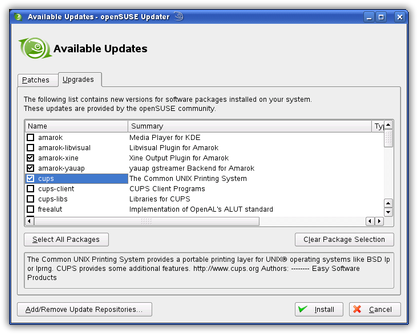 Available Updates - openSUSE Updater
Available Updates
Patches Upgrades
The following list contains new versions for software packages installed on your system.
These updates are provided by the openSUSE community.
Name Summary Typ
amarok Media Player for KDE
amarok-libvisual Libvisual Plugin for Amarok
amarok-xine Xine Output Plugin for Amarok
amarok-yauap yauap gstreamer Backend for Amarok
cups The Common UNIX Printing System
cups-client CUPS Client Programs
cups-libs Libraries for CUPS
freealut Implementation of OpenAL's ALUT standard
Select All Packages Clear Package Selection
The Common UNIX Printing System provides a portable printing layer for UNIX® operating systems like BSD lp
or lprng. CUPS provides some additional features. http://www.cups.org Authors: -------- Easy Software
Products
Add/Remove Update Repositories... Install Cancel